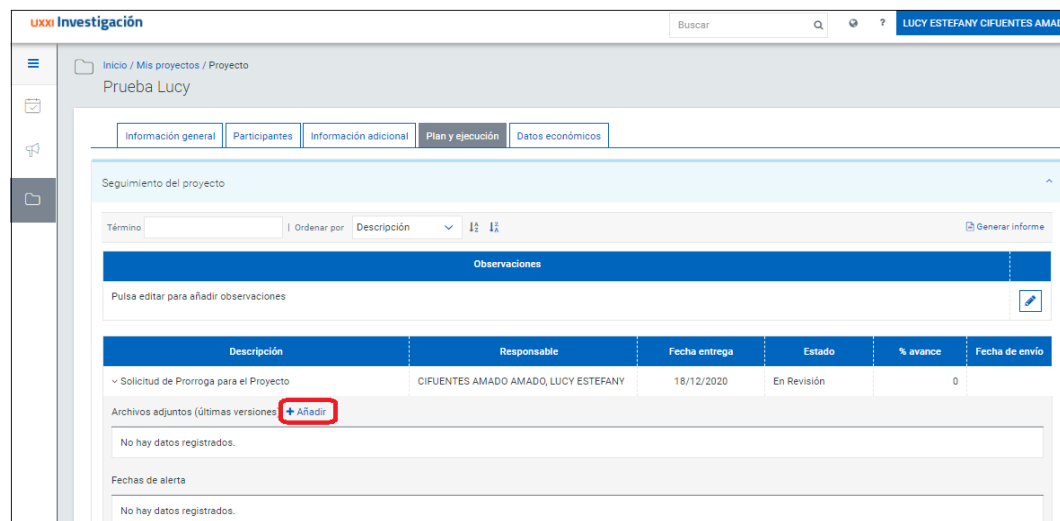 uxxi Investigación
Buscar
?
LUCY ESTEFANY CIFUENTES AMAD
Inicio / Mis proyectos / Proyecto
Prueba Lucy
Información general Participantes Información adicional Plan y ejecución Datos económicos
Seguimiento del proyecto
Término | Ordenar por Descripción
Generar informe
Observaciones
Pulsa editar para añadir observaciones
Descripción Responsable Fecha entrega Estado % avance Fecha de envío
Solicitud de Prorroga para el Proyecto CIFUENTES AMADO AMADO, LUCY ESTEFANY 18/12/2020 En Revisión 0
Archivos adjuntos (últimas versiones) + Añadir
No hay datos registrados.
Fechas de alerta
No hay datos registrados.